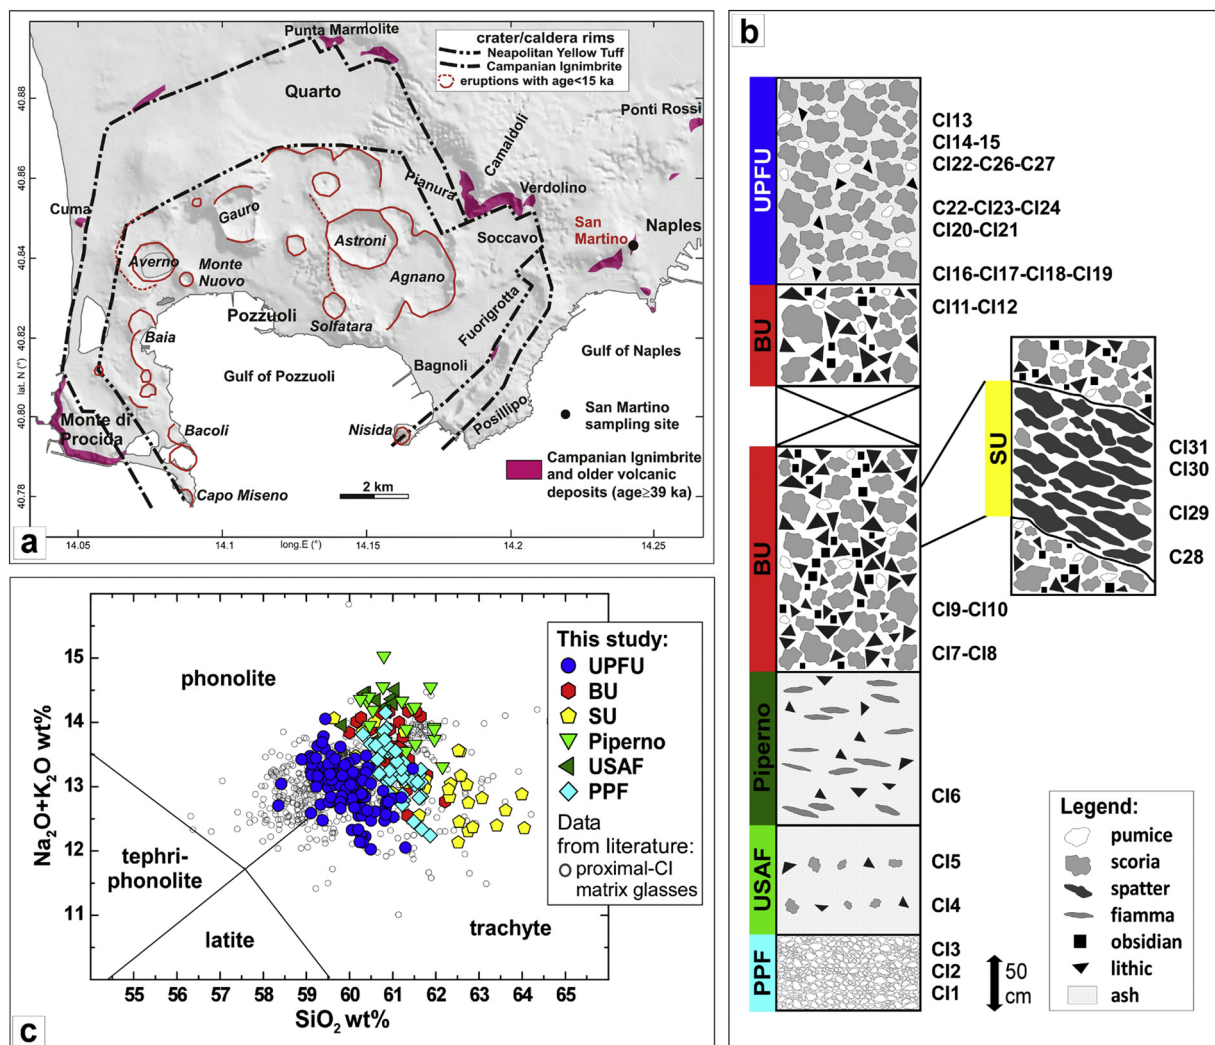 a
crater/caldera rims
Neapolitan Yellow Tuff
Campanian Ignimbrite
eruptions with age<15 ka
Punta Marmolite
Quarto
Ponti Rossi
Camaldoli
Pianura
Verdolino
Cuma
Gauro
Soccavo
San
Martino
Naples
Astroni
Averno
Monte
Nuovo
Agnano
Pozzuoli
Solfatara
Fuorigrotta
Baia
Gulf of Pozzuoli
Bagnoli
Gulf of Naples
Posillipo
San Martino
sampling site
Monte di
Procida
Bacoli
Nisida
Capo Miseno
2 km
Campanian Ignimbrite
and older volcanic
deposits (age≥39 ka)
lat. N (°)
40.88
40.86
40.84
40.82
40.80
40.78
14.05
long.E (°)
14.1
14.15
14.2
14.25
b
UPFU
CI13
CI14-15
CI22-C26-C27
C22-CI23-CI24
CI20-CI21
CI16-CI17-CI18-CI19
BU
CI11-CI12
BU
CI9-CI10
CI7-CI8
SU
CI31
CI30
CI29
C28
Piperno
CI6
USAF
CI5
CI4
PPF
CI3
CI2
CI1
50
cm
Legend:
pumice
scoria
spatter
fiamma
obsidian
lithic
ash
c
Na2O+K2O wt%
15
14
13
12
11
phonolite
tephri-
phonolite
latite
trachyte
This study:
UPFU
BU
SU
Piperno
USAF
PPF
Data
from literature:
proximal-CI
matrix glasses
55
56
57
58
59
60
61
62
63
64
65
SiO2 wt%